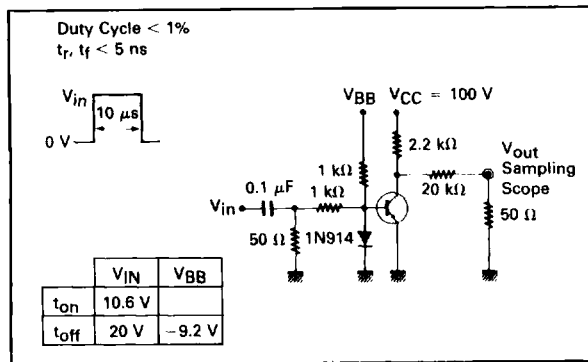 Duty Cycle < 1%
tr, tf < 5 ns
Vin
10 μs
0 V
VBB
VCC = 100 V
2.2 kΩ
Vout
Sampling
Scope
1 kΩ
20 kΩ
0.1 μF
1 kΩ
Vin
50 Ω
1N914
50 Ω
VIN VBB
ton 10.6 V
toff 20 V −9.2 V